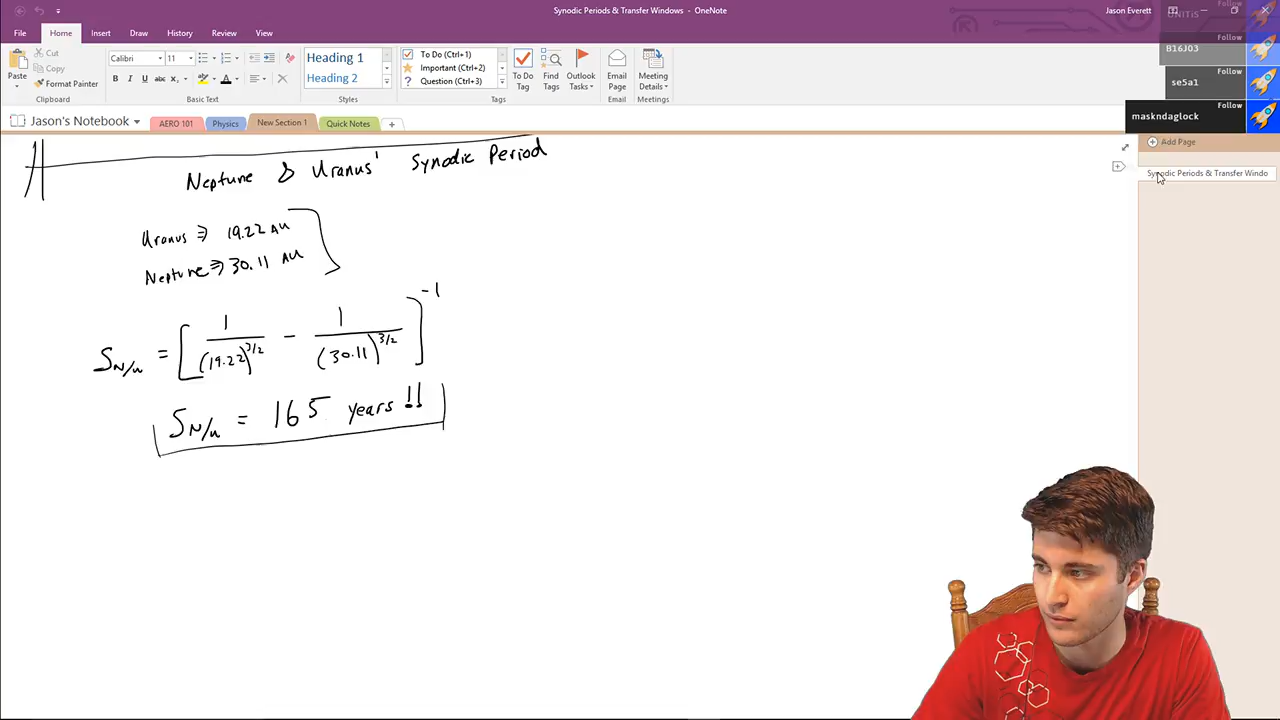 Synodic Periods & Transfer Windows - OneNote
Jason Everett
UNITIS
File Home Insert Draw History Review View
Follow
B16J03
Follow
se5a1
Follow
maskndaglock
Paste
Cut
Copy
Format Painter
Clipboard
Calibri 11
B I U abc
Basic Text
Heading 1
Heading 2
Styles
To Do (Ctrl+1)
Important (Ctrl+2)
Question (Ctrl+3)
To Do Tag
Find Tags
Outlook Tasks
Tags
Email Page
Email
Meeting Details
Meetings
Jason's Notebook
AERO 101
Physics
New Section 1
Quick Notes
Add Page
Synodic Periods & Transfer Windo
Neptune & Uranus' Synodic Period
Uranus ⇒ 19.22 AU
Neptune ⇒ 30.11 AU
S N/u = [ 1/(19.22)^3/2 - 1/(30.11)^3/2 ]^-1
S N/u = 165 years!!